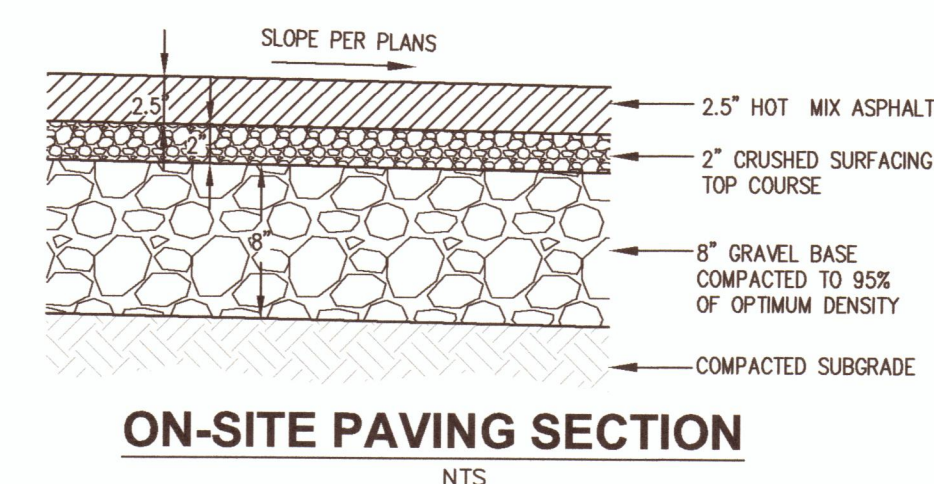 SLOPE PER PLANS
2.5"
2"
8"
2.5" HOT MIX ASPHALT
2" CRUSHED SURFACING
TOP COURSE
8" GRAVEL BASE
COMPACTED TO 95%
OF OPTIMUM DENSITY
COMPACTED SUBGRADE
ON-SITE PAVING SECTION
NTS